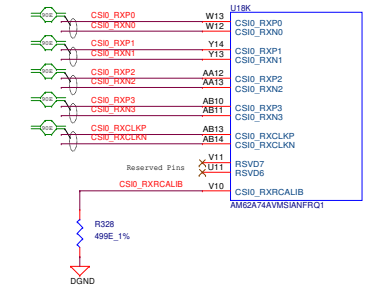 U18K
90E CSI0_RXP0 W13 CSI0_RXP0
CSI0_RXN0 W12 CSI0_RXN0
90E CSI0_RXP1 Y14 CSI0_RXP1
CSI0_RXN1 Y13 CSI0_RXN1
90E CSI0_RXP2 AA12 CSI0_RXP2
CSI0_RXN2 AA13 CSI0_RXN2
90E CSI0_RXP3 AB10 CSI0_RXP3
CSI0_RXN3 AB11 CSI0_RXN3
90E CSI0_RXCLKP AB13 CSI0_RXCLKP
CSI0_RXCLKN AB14 CSI0_RXCLKN
Reserved Pins V11 RSVD7
U11 RSVD6
CSI0_RXRCALIB V10 CSI0_RXRCALIB
AM62A74AVMSIANFRQ1
R328
499E_1%
DGND